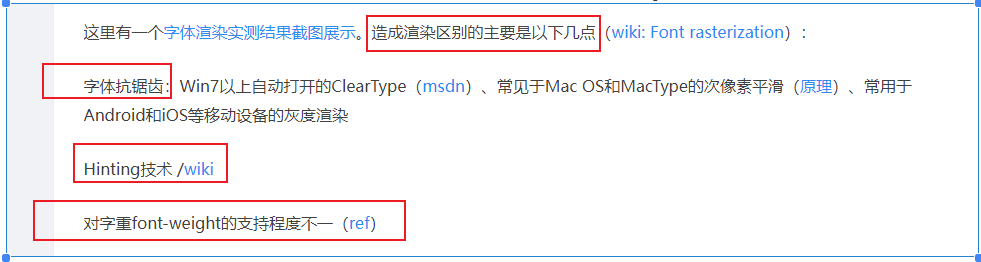 这里有一个字体渲染实测结果截图展示。造成渲染区别的主要是以下几点（wiki: Font rasterization）：
字体抗锯齿：Win7以上自动打开的ClearType（msdn）、常见于Mac OS和MacType的次像素平滑（原理）、常用于
Android和iOS等移动设备的灰度渲染
Hinting技术 /wiki
对字重font-weight的支持程度不一（ref）